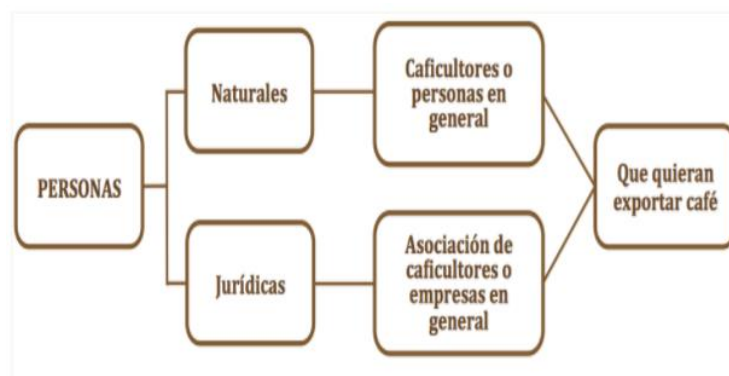 PERSONAS
Naturales
Caficultores o
personas en
general
Jurídicas
Asociación de
caficultores o
empresas en
general
Que quieran
exportar café